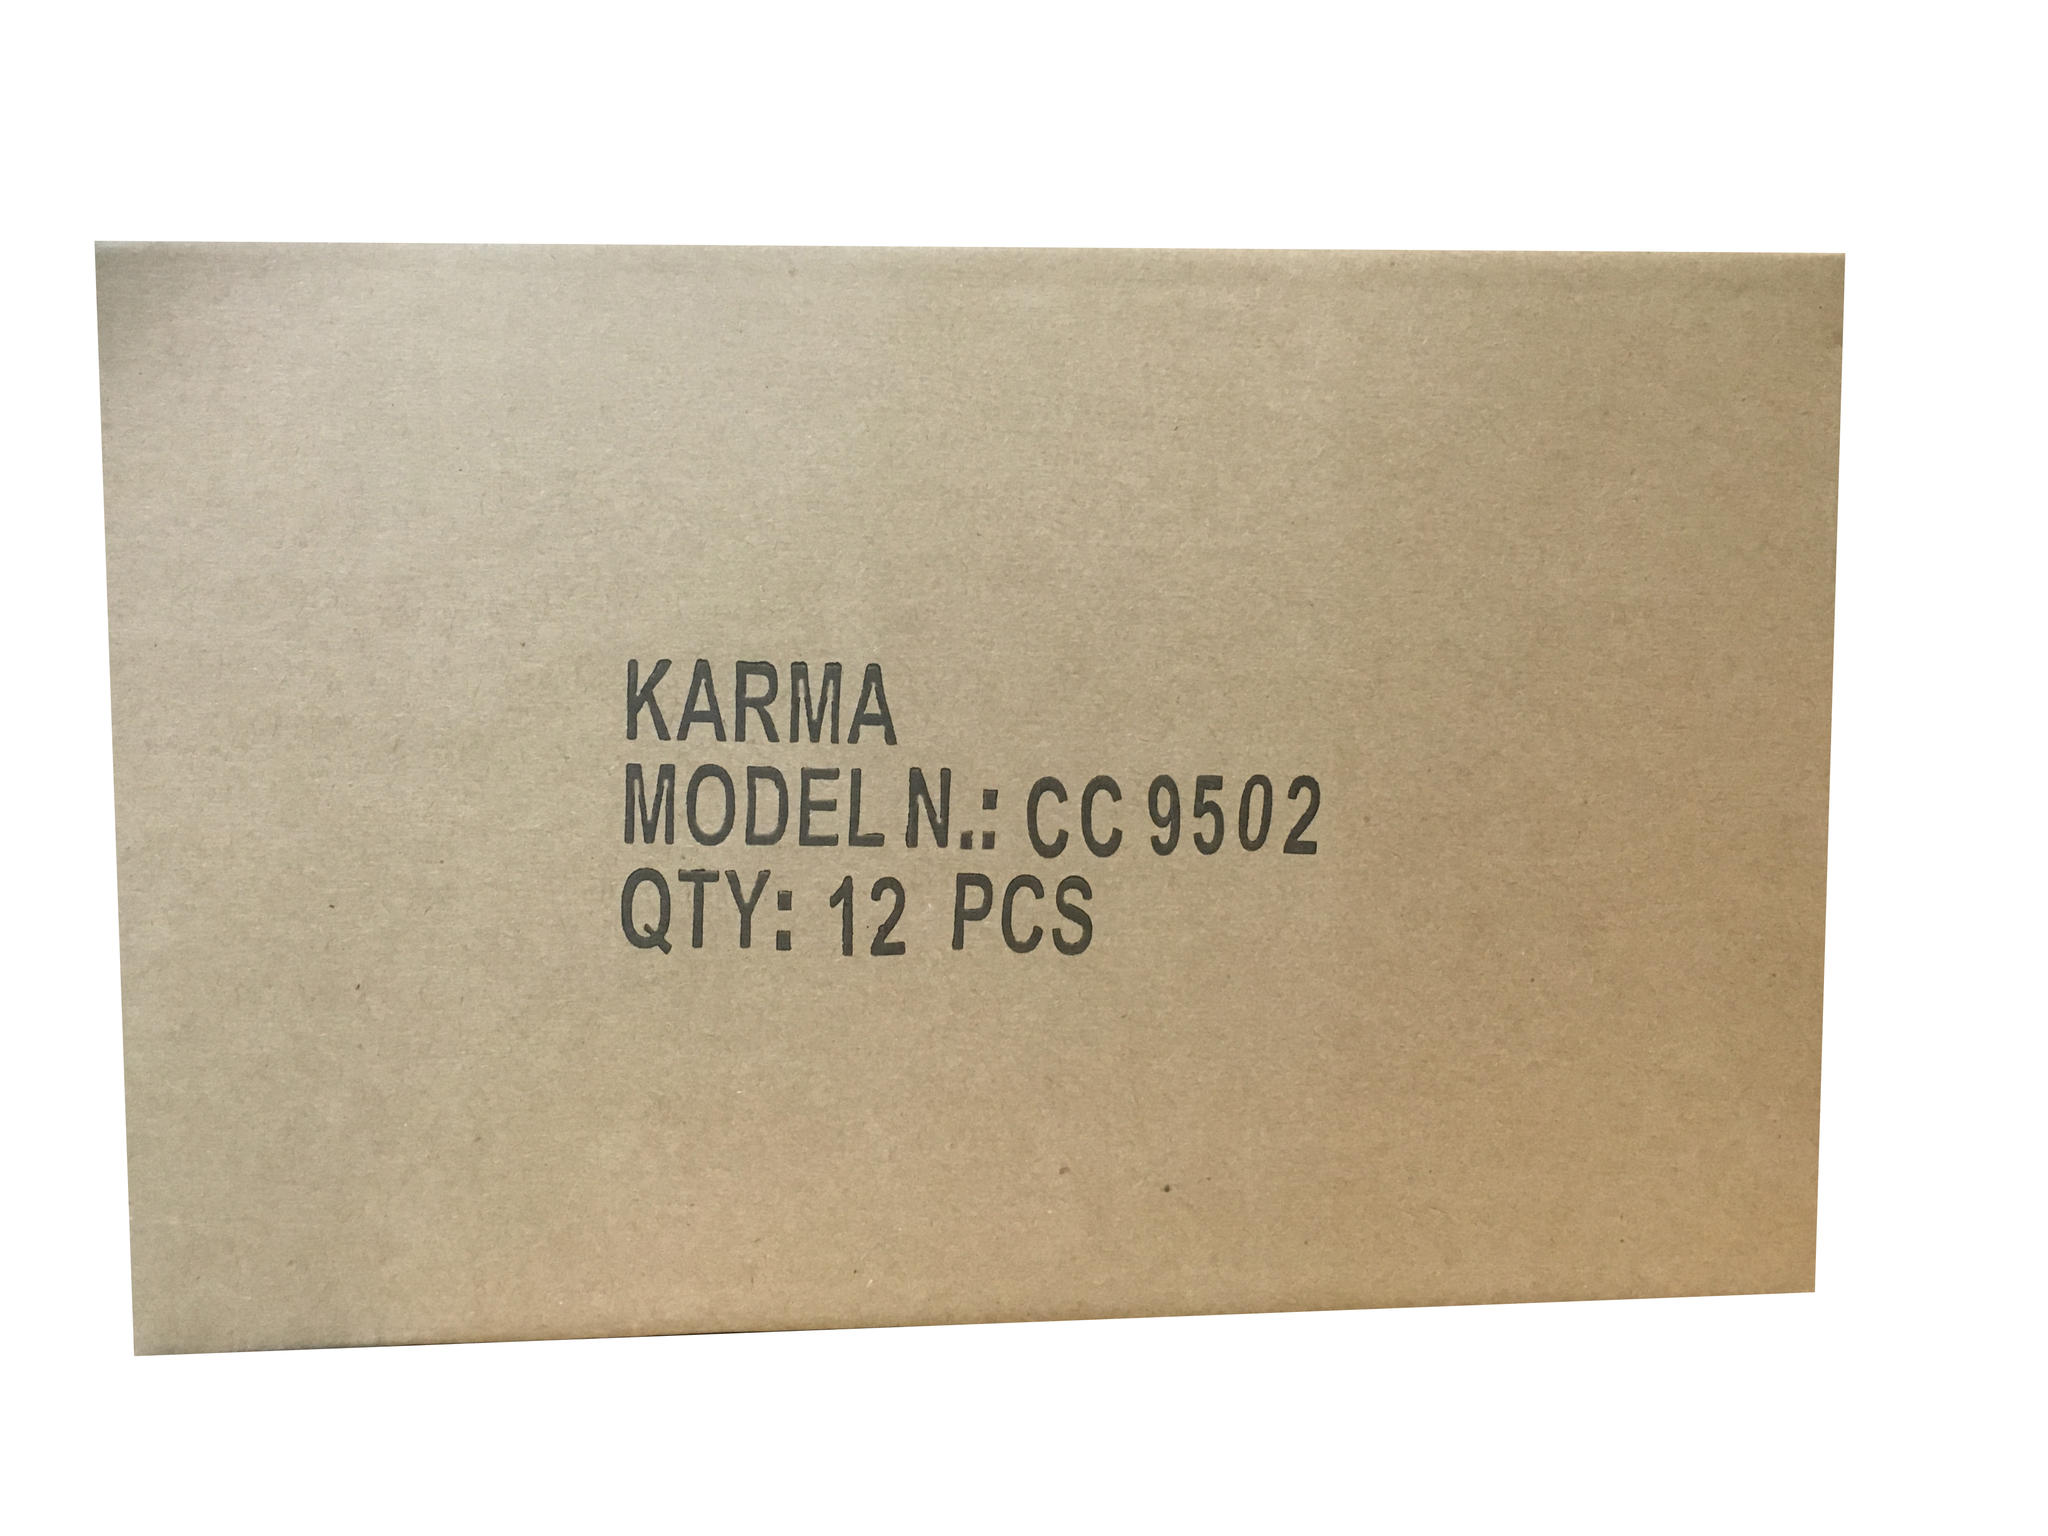 KARMA
MODEL N.: CC 9502
QTY: 12 PCS